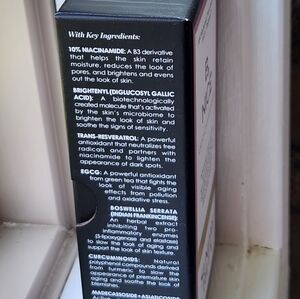 With Key Ingredients:
10% NIACINAMIDE: A B3 derivative
that helps the skin retain
moisture, reduces the look of
pores, and brightens and evens
out the look of skin.
BRIGHTENYL (DIGLUCOSYL GALLIC
ACID): A biotechnologically
created molecule that's activated
by the skin's microbiome to
brighten the look of skin and
soothe the signs of sensitivity.
TRANS-RESVERATROL: A powerful
antioxidant that neutralizes free
radicals and partners with
niacinamide to lighten the
appearance of dark spots.
EGCG: A powerful antioxidant
from green tea that fights the
look of visible aging
effects from pollution
and oxidative stress.
BOSWELLIA SERRATA
(INDIAN FRANKINCENSE):
An herbal extract
inhibiting two pro-
inflammatory enzymes
(5-lipoxygenase and elastase)
to slow the look of aging and
support the look of skin texture.
CURCUMINOIDS: Natural
polyphenol compounds derived
from turmeric to slow the
appearance of premature skin
aging and soothe the look of
blemishes.
MADECASSOSIDE + ASIATICOSIDE